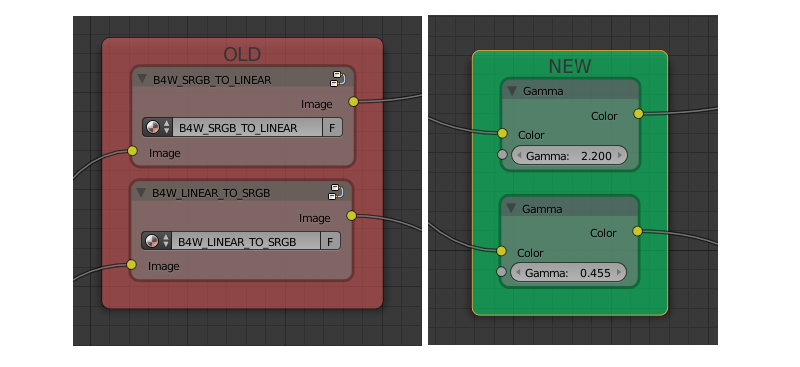 OLD
B4W_SRGB_TO_LINEAR
Image
B4W_SRGB_TO_LINEAR F
Image
B4W_LINEAR_TO_SRGB
Image
B4W_LINEAR_TO_SRGB F
Image
NEW
Gamma
Color
Color
Gamma: 2.200
Gamma
Color
Color
Gamma: 0.455